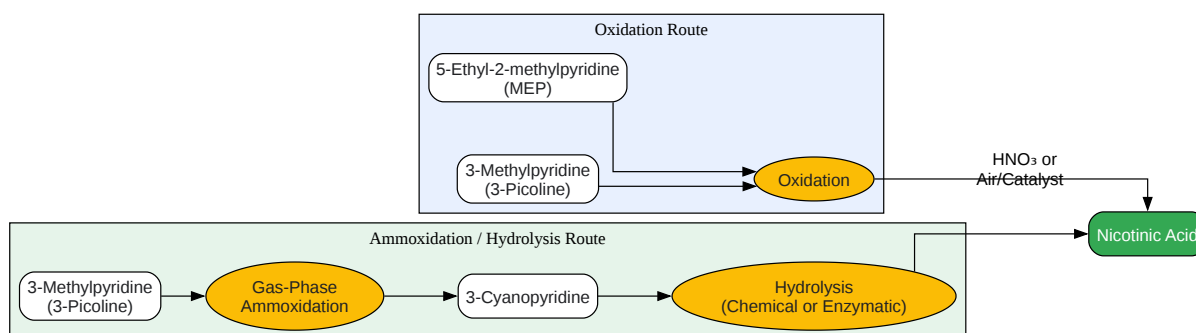 Oxidation Route
5-Ethyl-2-methylpyridine
(MEP)
3-Methylpyridine
(3-Picoline)
Oxidation
HNO₃ or
Air/Catalyst
Nicotinic Acid
Ammoxidation / Hydrolysis Route
3-Methylpyridine
(3-Picoline)
Gas-Phase
Ammoxidation
3-Cyanopyridine
Hydrolysis
(Chemical or Enzymatic)